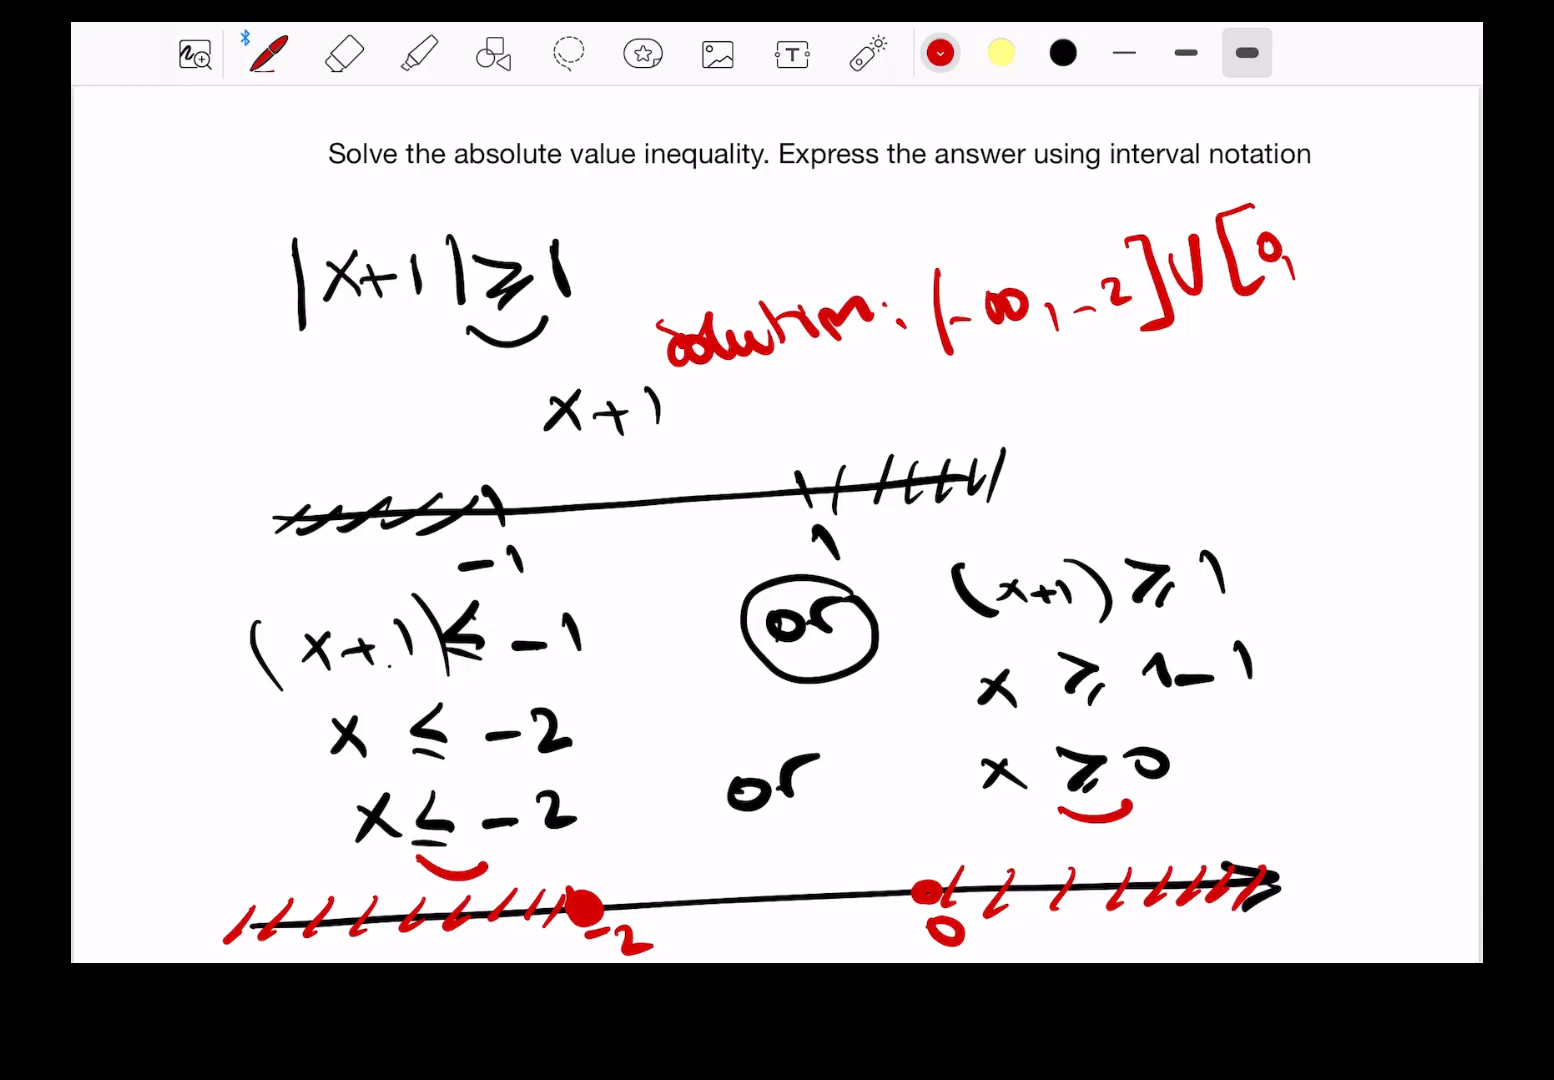 Solve the absolute value inequality. Express the answer using interval notation
|x+1| ≥ 1
solution: (-∞, -2] ∪ [0,
x+1
-1 1
(x+1) ≤ -1 or (x+1) ≥ 1
x ≤ -2 x ≥ 1-1
x ≤ -2 or x ≥ 0
-2 0